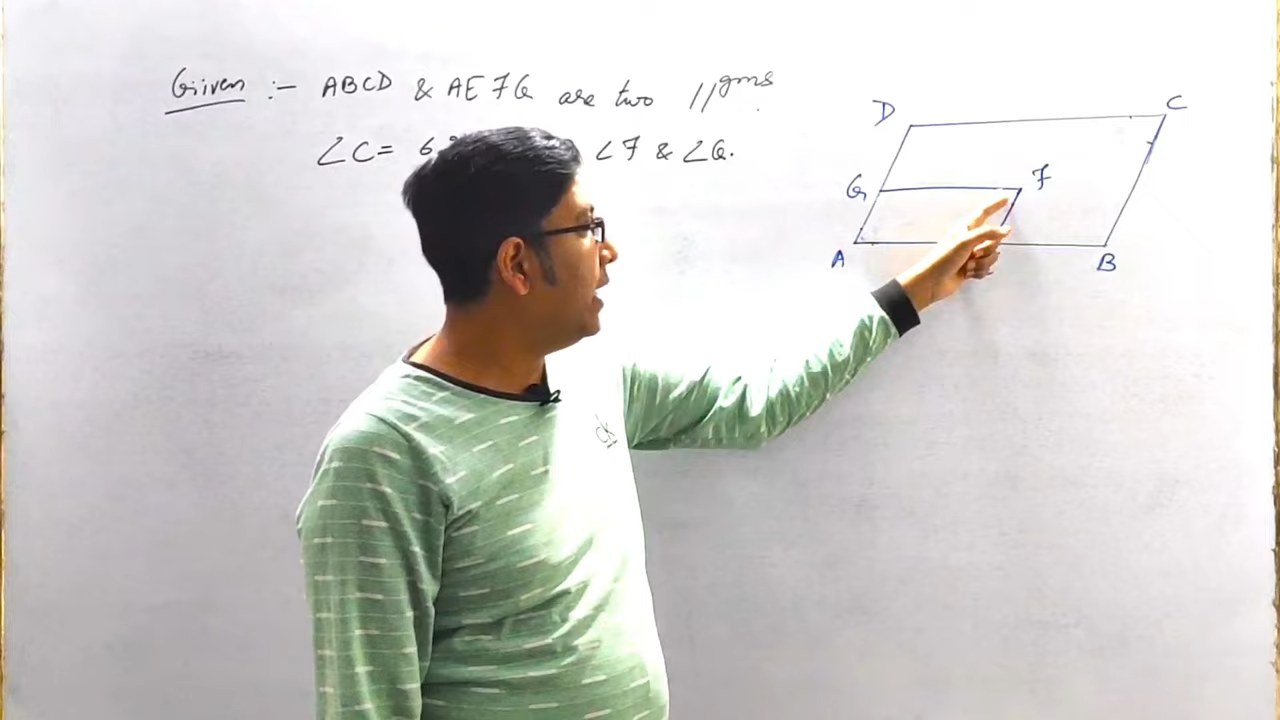 Given :- ABCD & AEFG are two ||gms.
∠C= 6 ∠F & ∠G.
D
C
G
F
A
B